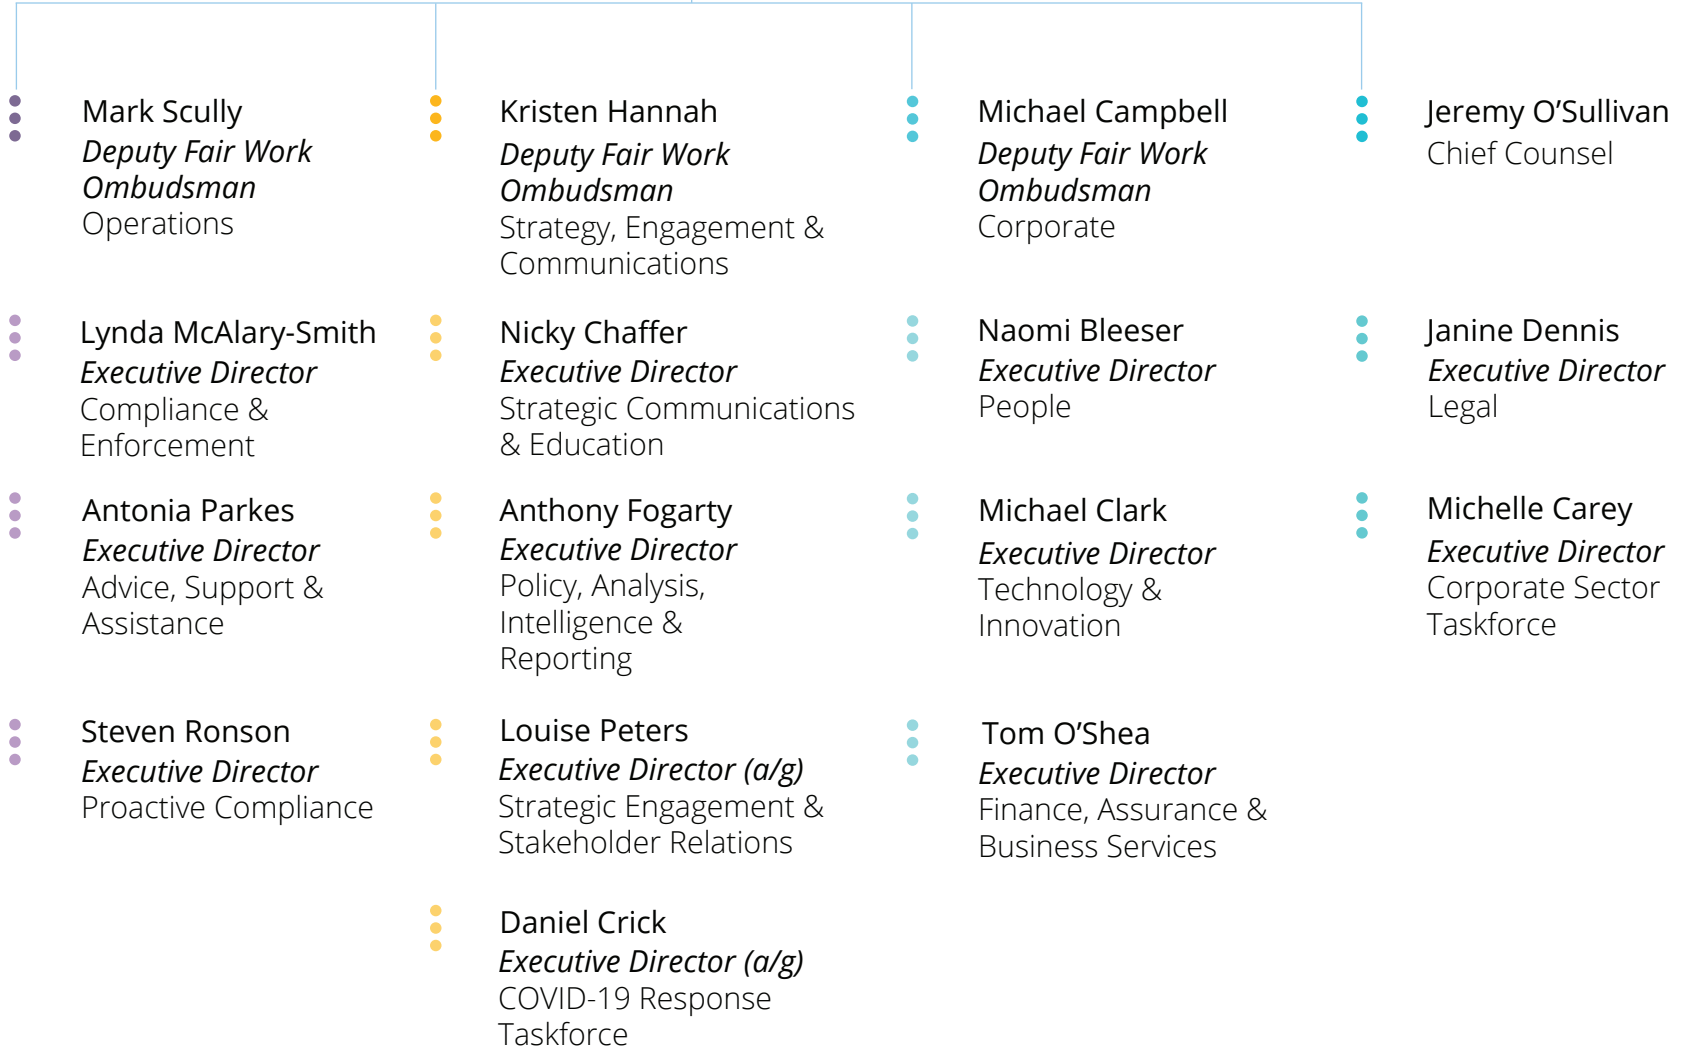 Mark Scully
Deputy Fair Work
Ombudsman
Operations
Lynda McAlary-Smith
Executive Director
Compliance &
Enforcement
Antonia Parkes
Executive Director
Advice, Support &
Assistance
Steven Ronson
Executive Director
Proactive Compliance
Kristen Hannah
Deputy Fair Work
Ombudsman
Strategy, Engagement &
Communications
Nicky Chaffer
Executive Director
Strategic Communications
& Education
Anthony Fogarty
Executive Director
Policy, Analysis,
Intelligence &
Reporting
Louise Peters
Executive Director (a/g)
Strategic Engagement &
Stakeholder Relations
Daniel Crick
Executive Director (a/g)
COVID-19 Response
Taskforce
Michael Campbell
Deputy Fair Work
Ombudsman
Corporate
Naomi Bleeser
Executive Director
People
Michael Clark
Executive Director
Technology &
Innovation
Tom O’Shea
Executive Director
Finance, Assurance &
Business Services
Jeremy O’Sullivan
Chief Counsel
Janine Dennis
Executive Director
Legal
Michelle Carey
Executive Director
Corporate Sector
Taskforce